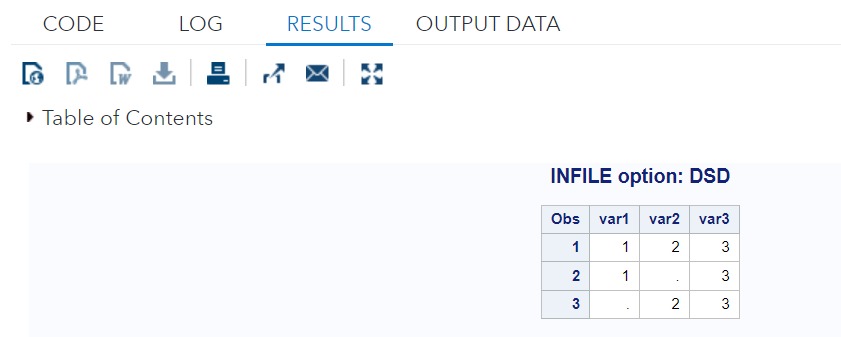 CODE LOG RESULTS OUTPUT DATA
Table of Contents
INFILE option: DSD
Obs var1 var2 var3
1 1 2 3
2 1 . 3
3 . 2 3